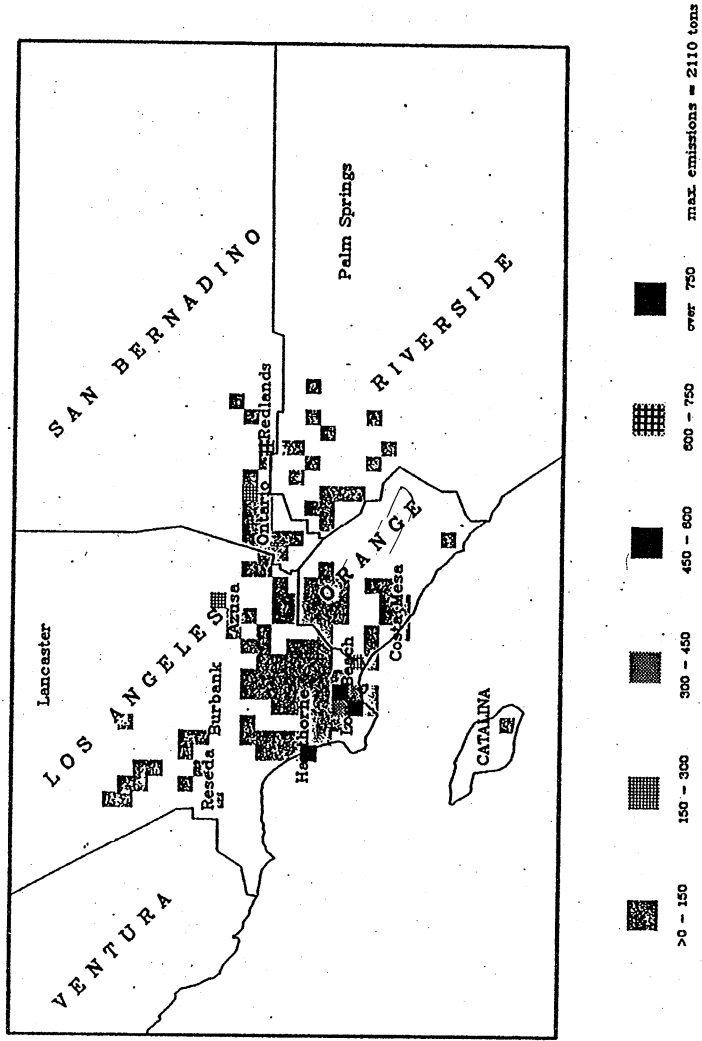 Lancaster
SAN BERNADINO
LOS ANGELES
VENTURA
Reseda
Burbank
Azusa
Ontario
Redlands
Palm Springs
RIVERSIDE
ORANGE
Costa Mesa
Beach
CATALINA
>0 - 150
150 - 300
300 - 450
450 - 600
600 - 750
over 750
max. emissions = 2110 tons